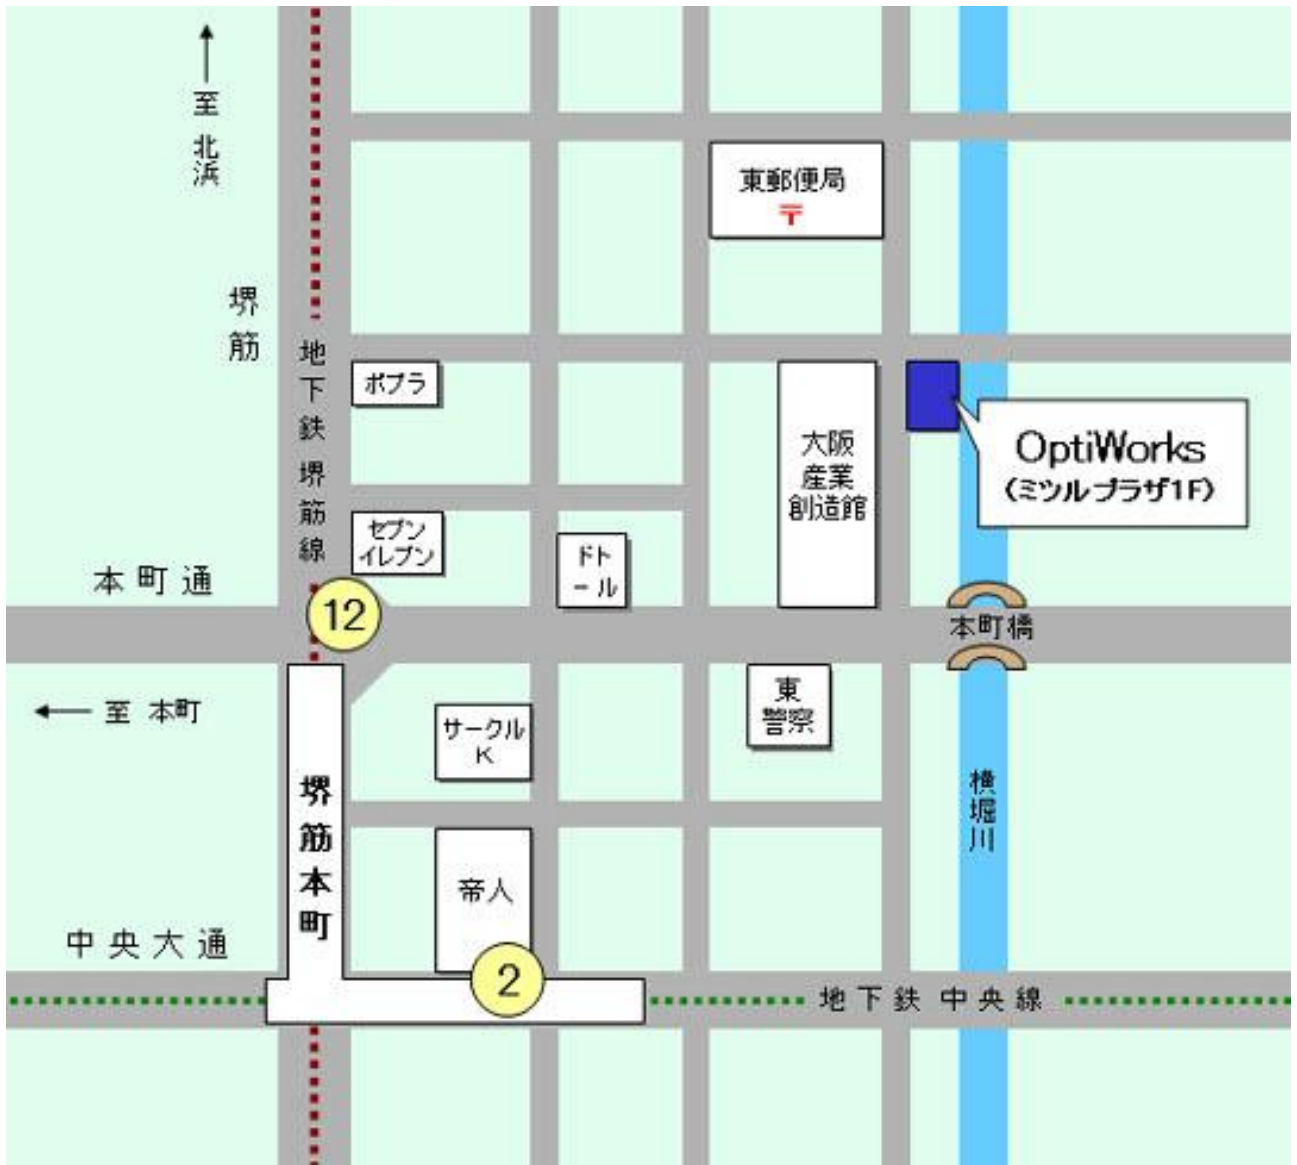 至 北浜
東郵便局
〒
堺筋
地下鉄 堺筋線
ポプラ
大阪
産業
創造館
OptiWorks
(ミツルプラザ1F)
セブン
イレブン
ドト
ール
本町通
12
本町橋
至 本町
サークル
K
東
警察
堺筋本町
横堀川
帝人
中央大通
2
地下鉄 中央線